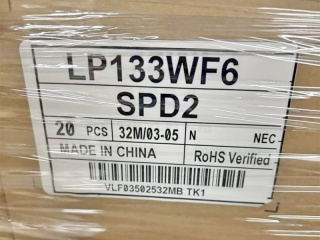 LP133WF6
SPD2
20 PCS 32M/03-05 N NEC
MADE IN CHINA RoHS Verified
VLF03502532MB TK1